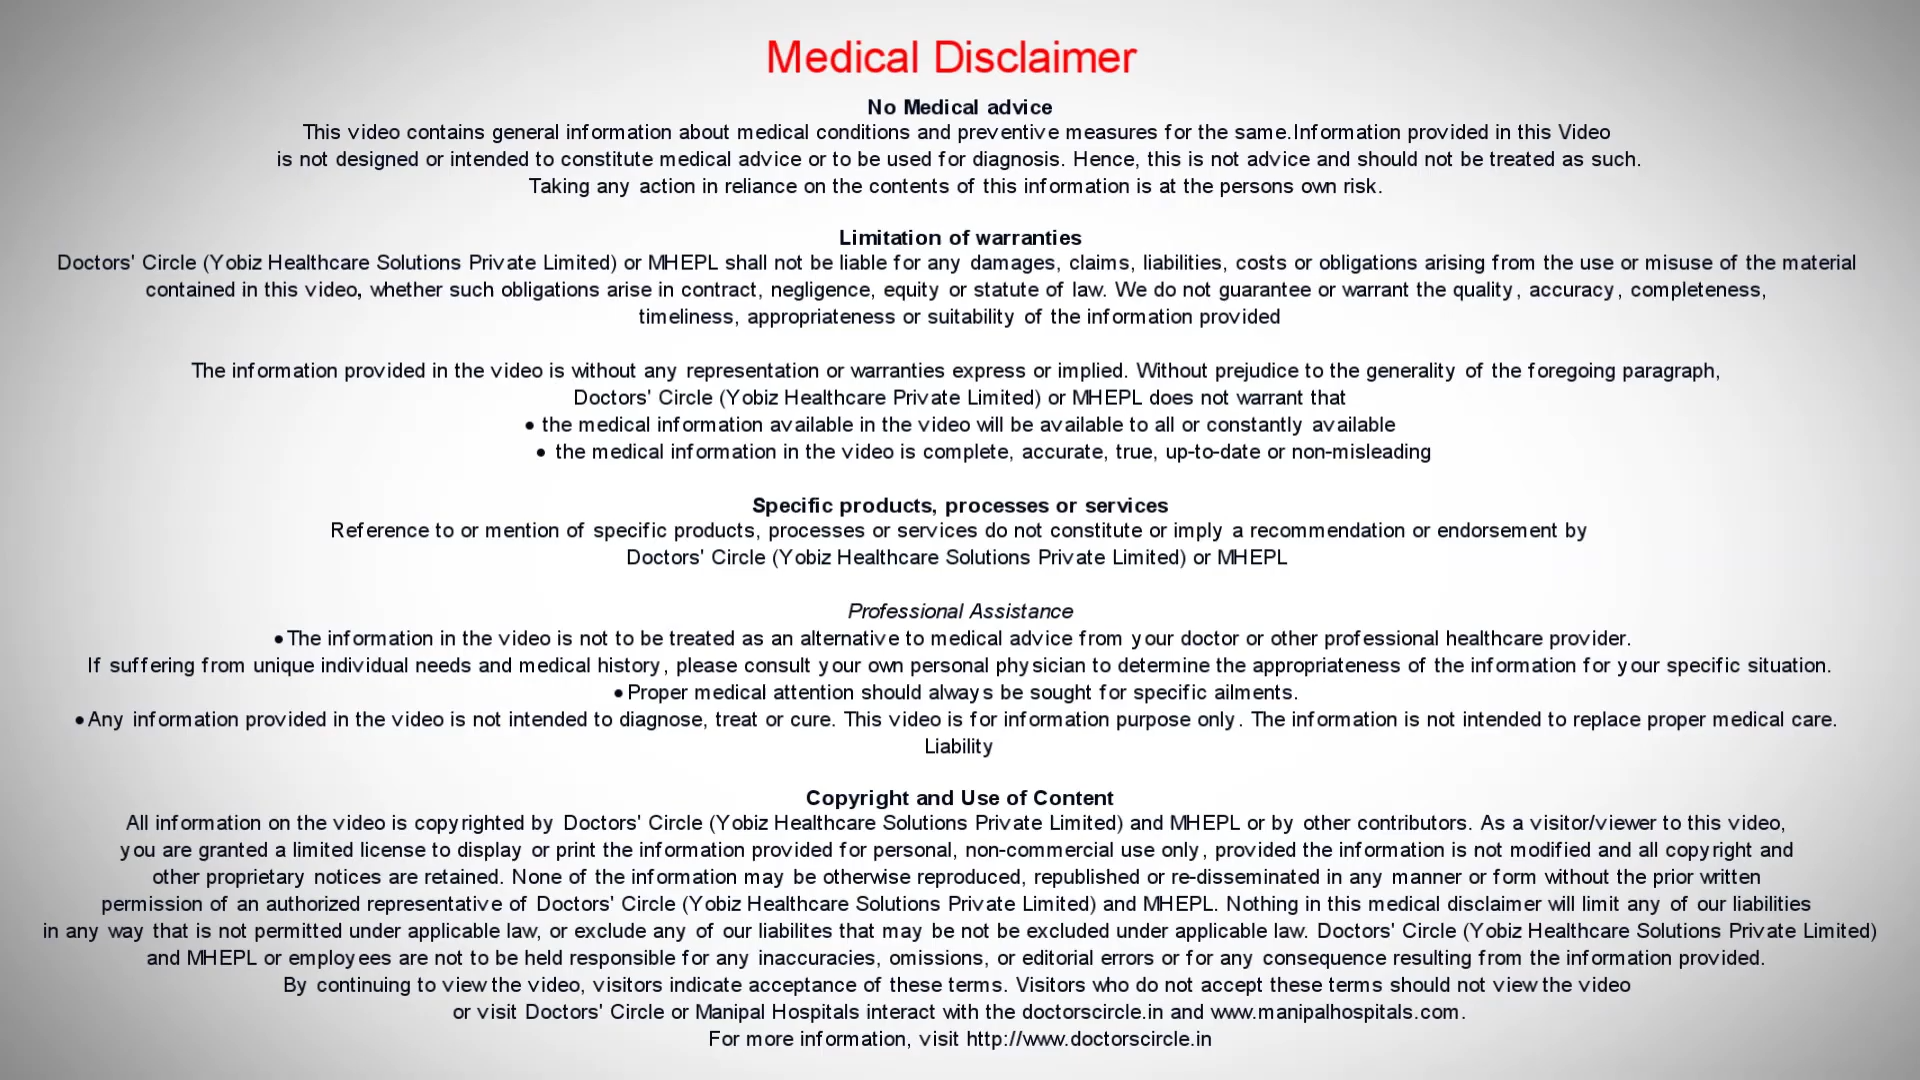 Medical Disclaimer
No Medical advice
This video contains general information about medical conditions and preventive measures for the same.Information provided in this Video
is not designed or intended to constitute medical advice or to be used for diagnosis. Hence, this is not advice and should not be treated as such.
Taking any action in reliance on the contents of this information is at the persons own risk.
Limitation of warranties
Doctors' Circle (Yobiz Healthcare Solutions Private Limited) or MHEPL shall not be liable for any damages, claims, liabilities, costs or obligations arising from the use or misuse of the material
contained in this video, whether such obligations arise in contract, negligence, equity or statute of law. We do not guarantee or warrant the quality, accuracy, completeness,
timeliness, appropriateness or suitability of the information provided
The information provided in the video is without any representation or warranties express or implied. Without prejudice to the generality of the foregoing paragraph,
Doctors' Circle (Yobiz Healthcare Private Limited) or MHEPL does not warrant that
• the medical information available in the video will be available to all or constantly available
• the medical information in the video is complete, accurate, true, up-to-date or non-misleading
Specific products, processes or services
Reference to or mention of specific products, processes or services do not constitute or imply a recommendation or endorsement by
Doctors' Circle (Yobiz Healthcare Solutions Private Limited) or MHEPL
Professional Assistance
•The information in the video is not to be treated as an alternative to medical advice from your doctor or other professional healthcare provider.
If suffering from unique individual needs and medical history, please consult your own personal physician to determine the appropriateness of the information for your specific situation.
•Proper medical attention should always be sought for specific ailments.
•Any information provided in the video is not intended to diagnose, treat or cure. This video is for information purpose only. The information is not intended to replace proper medical care.
Liability
Copyright and Use of Content
All information on the video is copyrighted by Doctors' Circle (Yobiz Healthcare Solutions Private Limited) and MHEPL or by other contributors. As a visitor/viewer to this video,
you are granted a limited license to display or print the information provided for personal, non-commercial use only, provided the information is not modified and all copyright and
other proprietary notices are retained. None of the information may be otherwise reproduced, republished or re-disseminated in any manner or form without the prior written
permission of an authorized representative of Doctors' Circle (Yobiz Healthcare Solutions Private Limited) and MHEPL. Nothing in this medical disclaimer will limit any of our liabilities
in any way that is not permitted under applicable law, or exclude any of our liabilites that may be not be excluded under applicable law. Doctors' Circle (Yobiz Healthcare Solutions Private Limited)
and MHEPL or employees are not to be held responsible for any inaccuracies, omissions, or editorial errors or for any consequence resulting from the information provided.
By continuing to view the video, visitors indicate acceptance of these terms. Visitors who do not accept these terms should not view the video
or visit Doctors' Circle or Manipal Hospitals interact with the doctorscircle.in and www.manipalhospitals.com.
For more information, visit http://www.doctorscircle.in